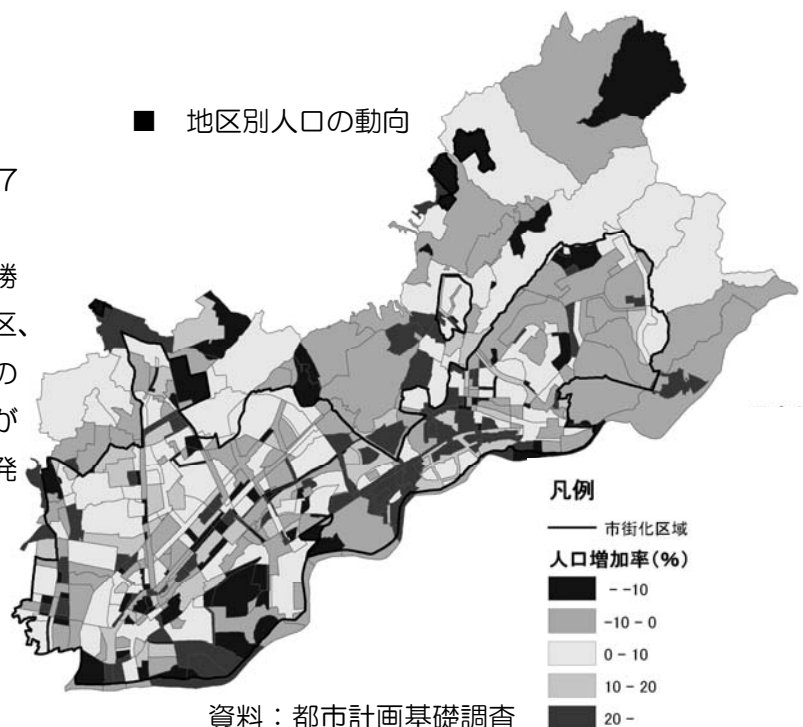 ■ 地区別人口の動向
7
勝
区、
の
が
発
凡例
市街化区域
人口増加率(%)
- -10
-10 - 0
0 - 10
10 - 20
20 -
資料：都市計画基礎調査